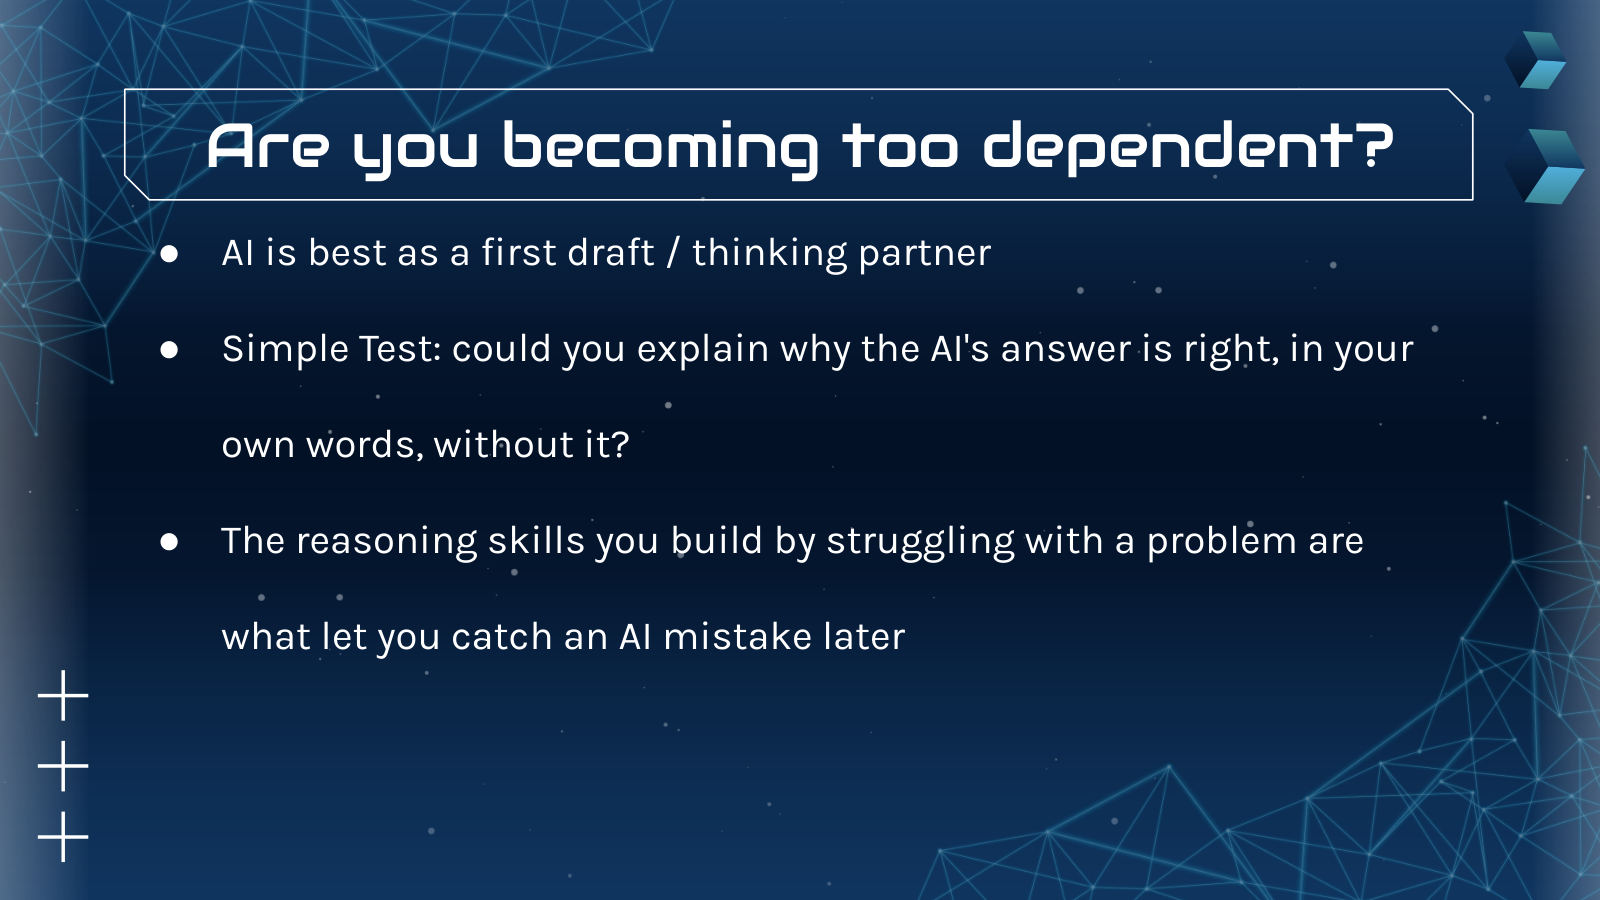 Are you becoming too dependent?
● AI is best as a first draft / thinking partner
● Simple Test: could you explain why the AI's answer is right, in your
own words, without it?
● The reasoning skills you build by struggling with a problem are
what let you catch an AI mistake later